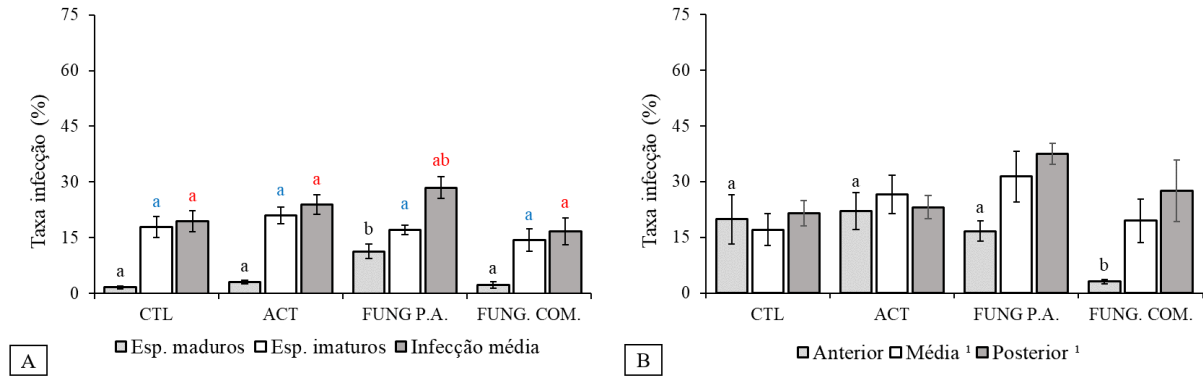 75
60
45
30
15
0
Taxa infecção (%)
a a a
a a a
b a ab
a a a
CTL ACT FUNG P.A. FUNG. COM.
Esp. maduros Esp. imaturos Infecção média
A
75
60
45
30
15
0
Taxa infecção (%)
a a a b
CTL ACT FUNG P.A. FUNG. COM.
Anterior Média ¹ Posterior ¹
B